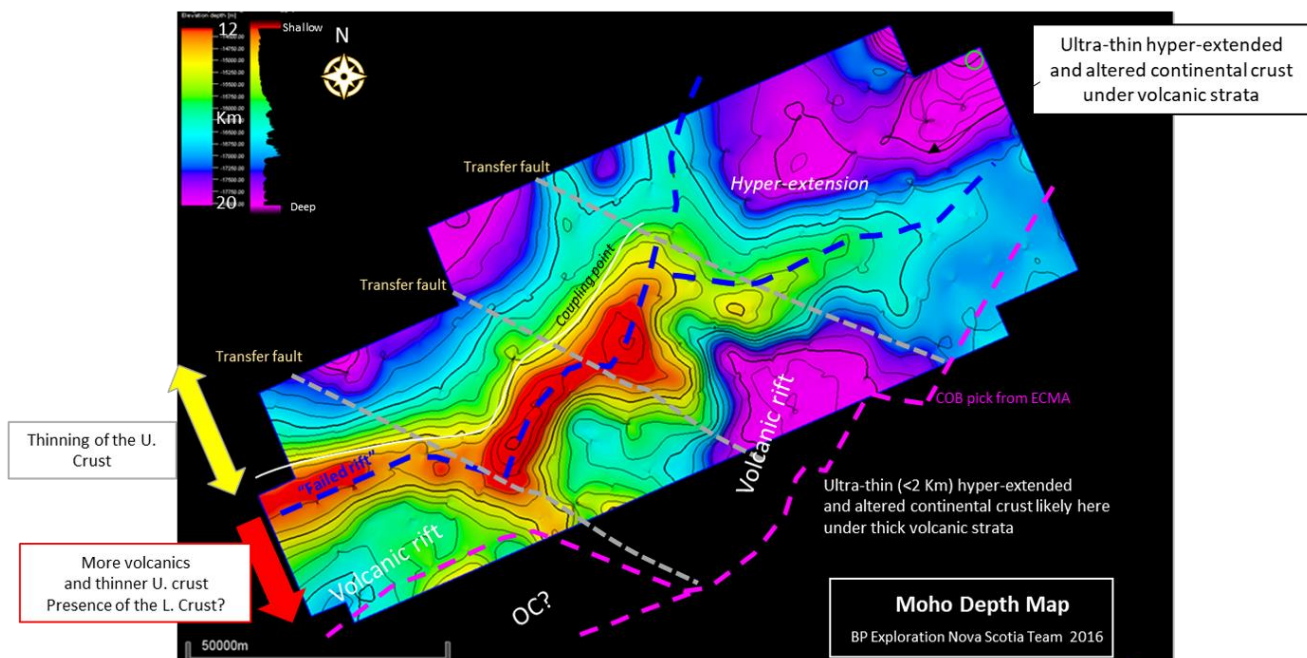 Elevation depth [m]
12
Shallow
Km
20
Deep
N
Ultra-thin hyper-extended
and altered continental crust
under volcanic strata
Transfer fault
Hyper-extension
Transfer fault
Coupling point
Transfer fault
Thinning of the U.
Crust
"Failed rift"
Volcanic rift
COB pick from ECMA
Ultra-thin (<2 Km) hyper-extended
and altered continental crust likely here
under thick volcanic strata
More volcanics
and thinner U. crust
Presence of the L. Crust?
Volcanic rift
OC?
Moho Depth Map
BP Exploration Nova Scotia Team 2016
50000m